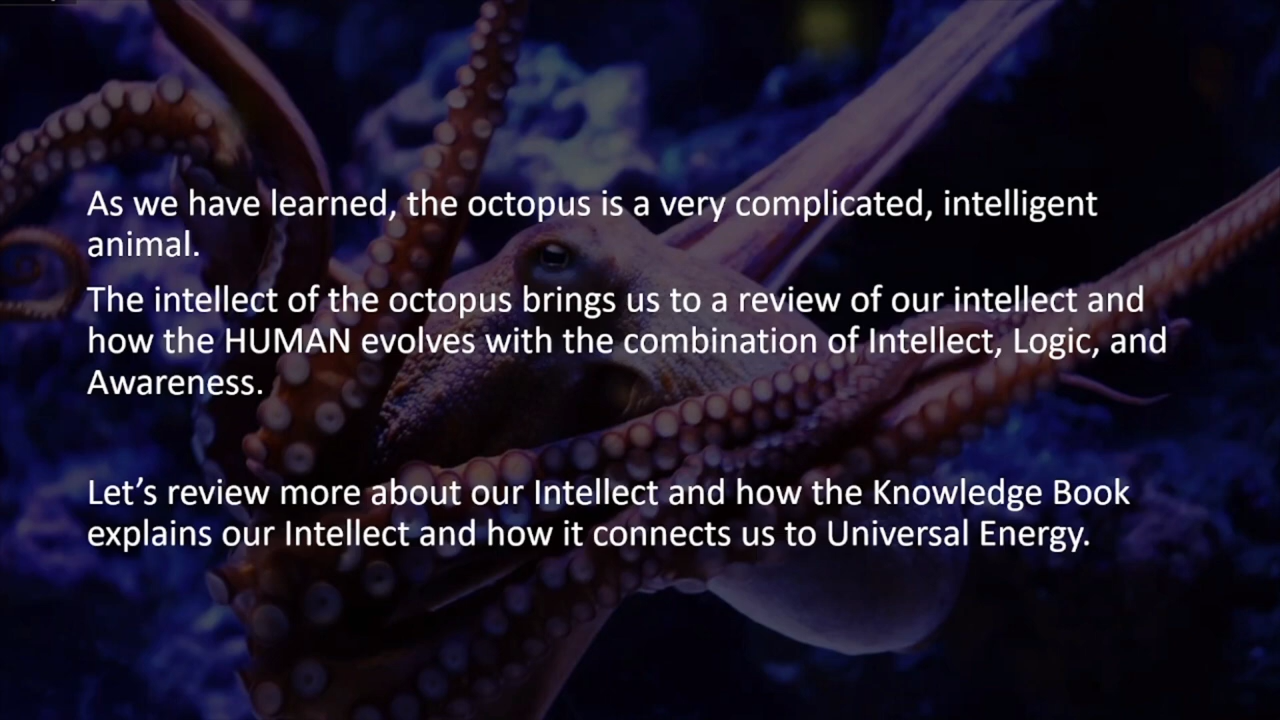 As we have learned, the octopus is a very complicated, intelligent
animal.
The intellect of the octopus brings us to a review of our intellect and
how the HUMAN evolves with the combination of Intellect, Logic, and
Awareness.
Let’s review more about our Intellect and how the Knowledge Book
explains our Intellect and how it connects us to Universal Energy.